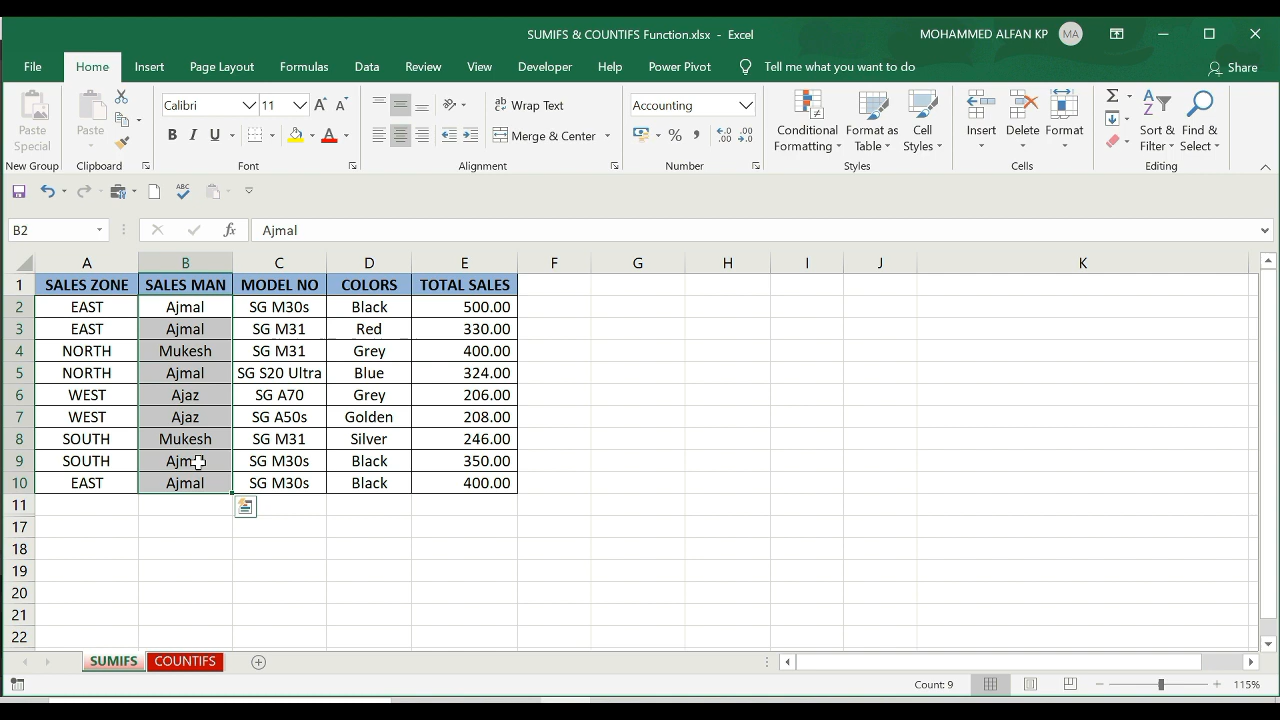 SUMIFS & COUNTIFS Function.xlsx - Excel
MOHAMMED ALFAN KP MA
File Home Insert Page Layout Formulas Data Review View Developer Help Power Pivot Tell me what you want to do Share
Paste Special
Paste
Calibri 11
B I U
Wrap Text
Merge & Center
Accounting
Conditional Formatting
Format as Table
Cell Styles
Insert Delete Format
Sort & Filter
Find & Select
New Group Clipboard Font Alignment Number Styles Cells Editing
B2 fx Ajmal
A B C D E F G H I J K
1 SALES ZONE SALES MAN MODEL NO COLORS TOTAL SALES
2 EAST Ajmal SG M30s Black 500.00
3 EAST Ajmal SG M31 Red 330.00
4 NORTH Mukesh SG M31 Grey 400.00
5 NORTH Ajmal SG S20 Ultra Blue 324.00
6 WEST Ajaz SG A70 Grey 206.00
7 WEST Ajaz SG A50s Golden 208.00
8 SOUTH Mukesh SG M31 Silver 246.00
9 SOUTH Ajmal SG M30s Black 350.00
10 EAST Ajmal SG M30s Black 400.00
11
17
18
19
20
21
22
SUMIFS COUNTIFS
Count: 9 115%